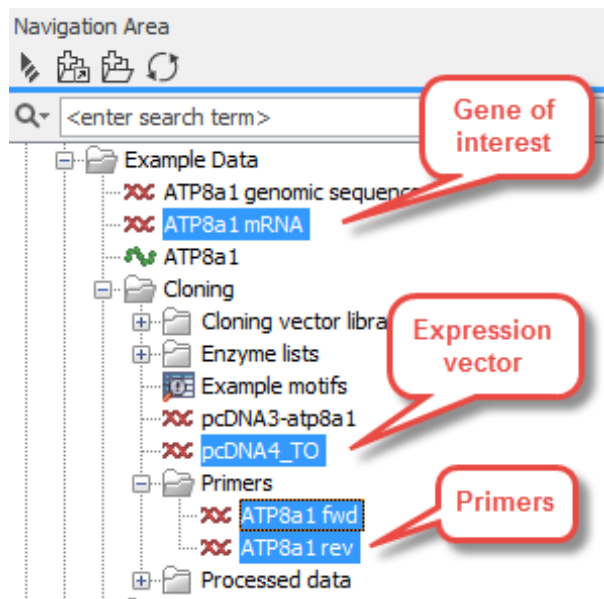 Navigation Area
<enter search term>
Gene of
interest
Example Data
ATP8a1 genomic sequence
ATP8a1 mRNA
ATP8a1
Cloning
Cloning vector libra
Expression
vector
Enzyme lists
Example motifs
pcDNA3-atp8a1
pcDNA4_TO
Primers
ATP8a1 fwd
Primers
ATP8a1 rev
Processed data